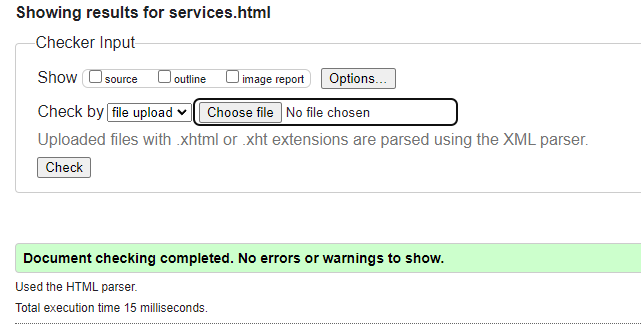 Showing results for services.html
Checker Input
Show source outline image report Options...
Check by file upload Choose file No file chosen
Uploaded files with .xhtml or .xht extensions are parsed using the XML parser.
Check
Document checking completed. No errors or warnings to show.
Used the HTML parser.
Total execution time 15 milliseconds.